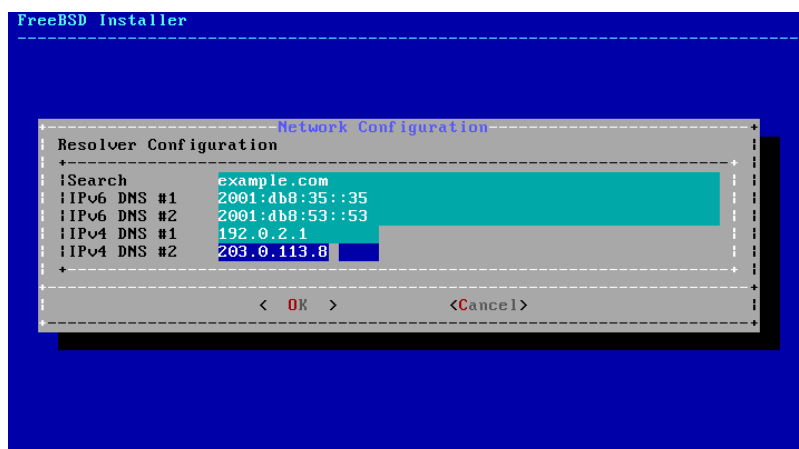 FreeBSD Installer
Network Configuration
Resolver Configuration
Search example.com
IPv6 DNS #1 2001:db8:35::35
IPv6 DNS #2 2001:db8:53::53
IPv4 DNS #1 192.0.2.1
IPv4 DNS #2 203.0.113.8
< OK > <Cancel>